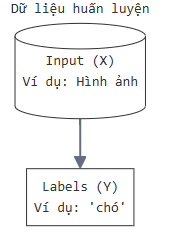 Dữ liệu huấn luyện
Input (X)
Ví dụ: Hình ảnh
Labels (Y)
Ví dụ: 'chó'